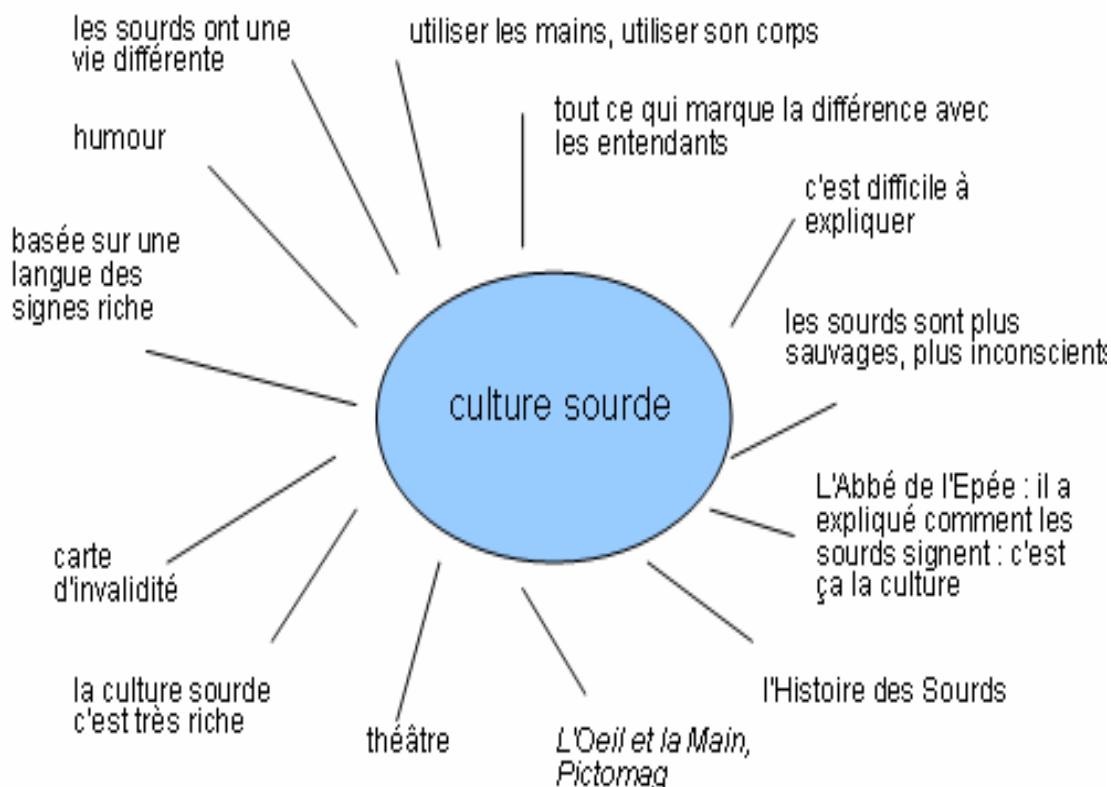 les sourds ont une
vie différente
utiliser les mains, utiliser son corps
humour
tout ce qui marque la différence avec
les entendants
c'est difficile à
expliquer
basée sur une
langue des
signes riche
les sourds sont plus
sauvages, plus inconscients
culture sourde
L'Abbé de l'Epée : il a
expliqué comment les
sourds signent : c'est
ça la culture
carte
d'invalidité
la culture sourde
c'est très riche
théâtre
L'Oeil et la Main,
Pictomag
l'Histoire des Sourds